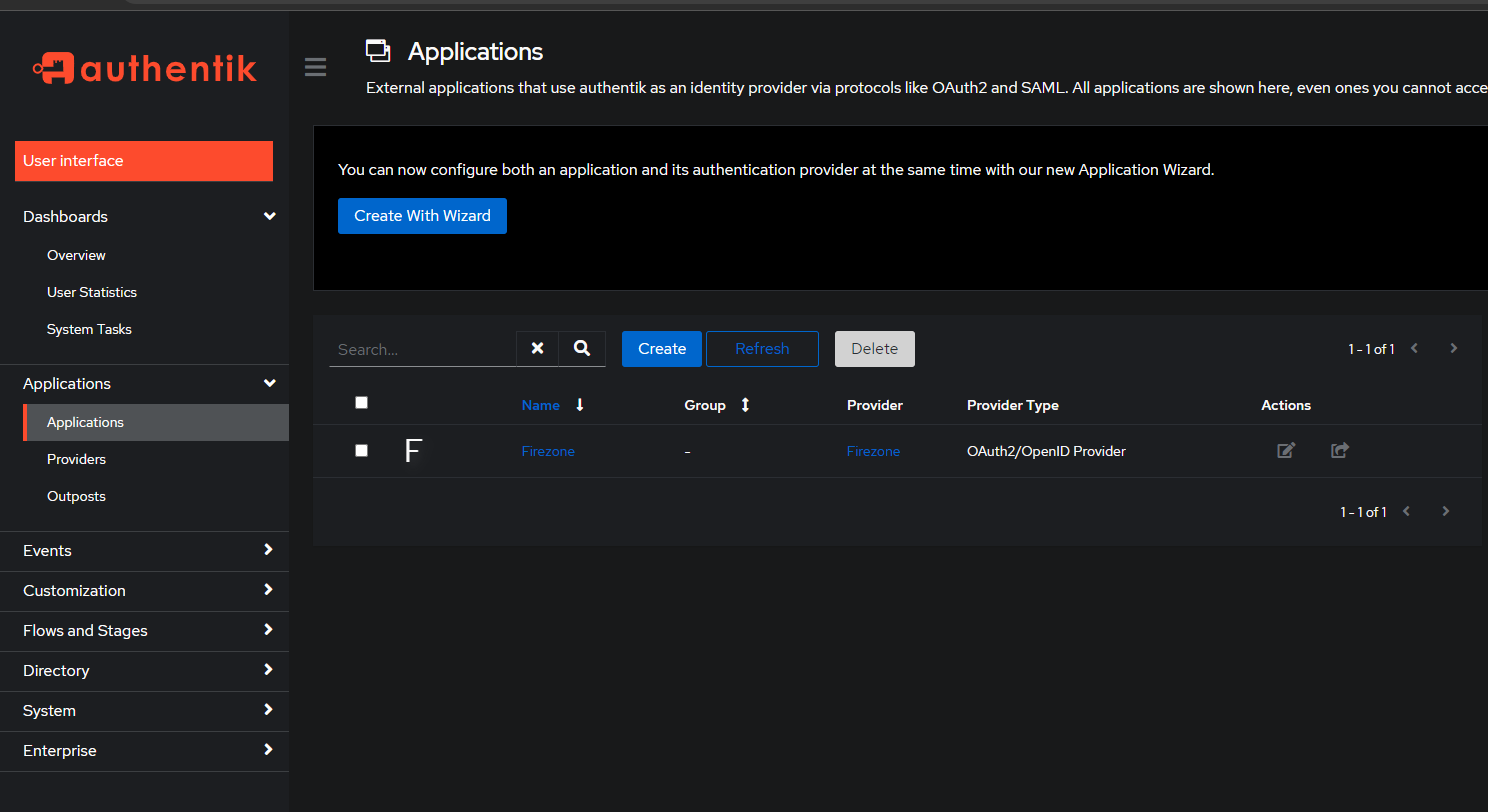 authentik
User interface
Dashboards
Overview
User Statistics
System Tasks
Applications
Applications
Providers
Outposts
Events
Customization
Flows and Stages
Directory
System
Enterprise
Applications
External applications that use authentik as an identity provider via protocols like OAuth2 and SAML. All applications are shown here, even ones you cannot acce
You can now configure both an application and its authentication provider at the same time with our new Application Wizard.
Create With Wizard
Search... Create Refresh Delete 1 - 1 of 1
Name Group Provider Provider Type Actions
F Firezone - Firezone OAuth2/OpenID Provider
1 - 1 of 1